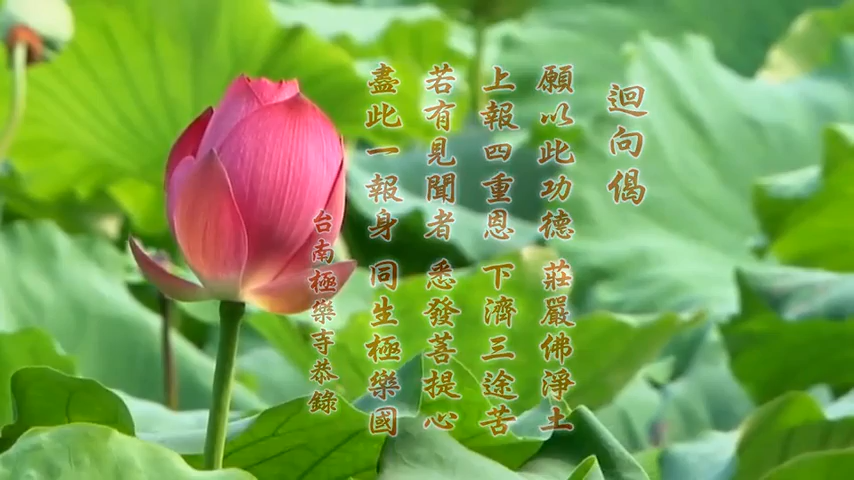 迴向偈
願以此功德 莊嚴佛淨土
上報四重恩 下濟三途苦
若有見聞者 悉發菩提心
盡此一報身 同生極樂國
台南極樂寺恭錄